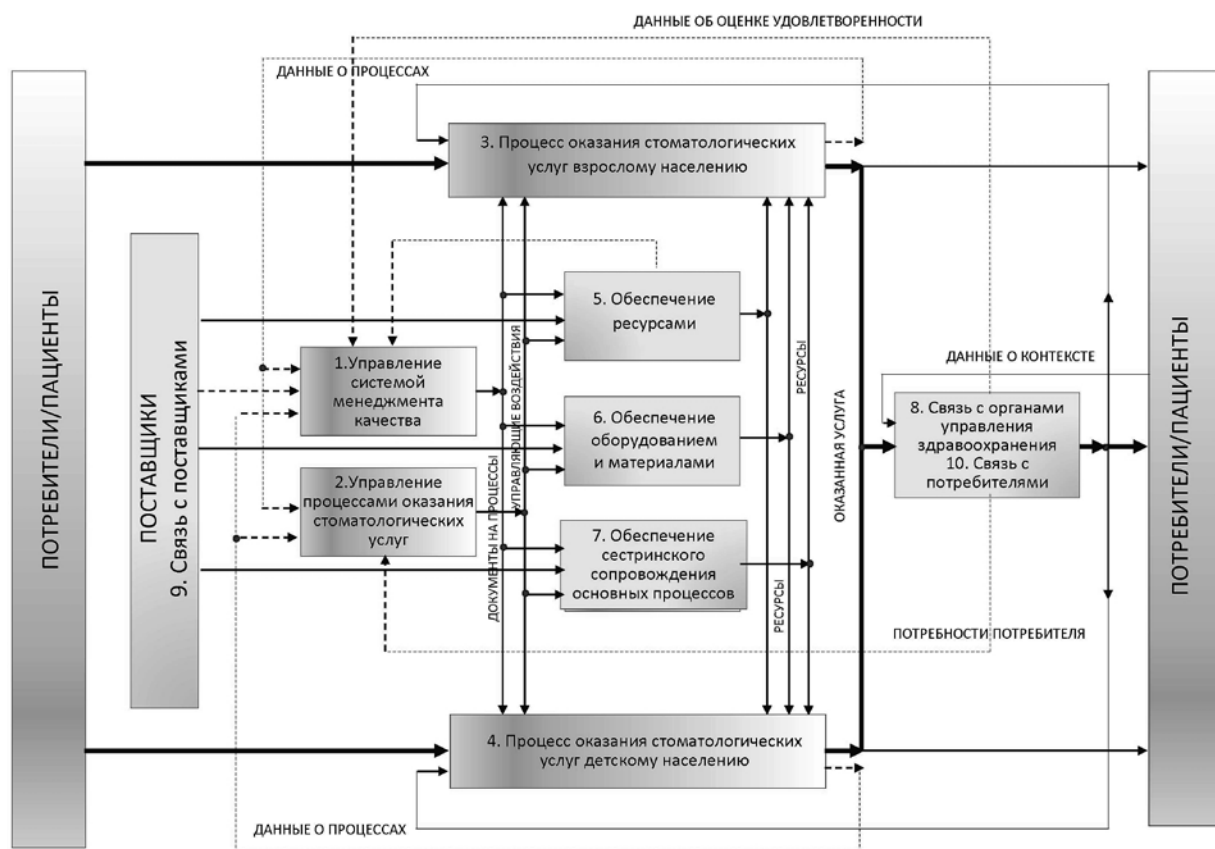 ДАННЫЕ ОБ ОЦЕНКЕ УДОВЛЕТВОРЕННОСТИ
ДАННЫЕ О ПРОЦЕССАХ
ПОТРЕБИТЕЛИ/ПАЦИЕНТЫ
3. Процесс оказания стоматологических
услуг взрослому населению
ПОСТАВЩИКИ
9. Связь с поставщиками
5. Обеспечение
ресурсами
1.Управление
системой
менеджмента
качества
6. Обеспечение
оборудованием
и материалами
2.Управление
процессами оказания
стоматологических
услуг
7. Обеспечение
сестринского
сопровождения
основных процессов
ДОКУМЕНТЫ НА ПРОЦЕССЫ
УПРАВЛЯЮЩИЕ ВОЗДЕЙСТВИЯ
РЕСУРСЫ
РЕСУРСЫ
ОКАЗАННАЯ УСЛУГА
ДАННЫЕ О КОНТЕКСТЕ
8. Связь с органами
управления
здравоохранения
10. Связь с
потребителями
ПОТРЕБНОСТИ ПОТРЕБИТЕЛЯ
ПОТРЕБИТЕЛИ/ПАЦИЕНТЫ
4. Процесс оказания стоматологических
услуг детскому населению
ДАННЫЕ О ПРОЦЕССАХ